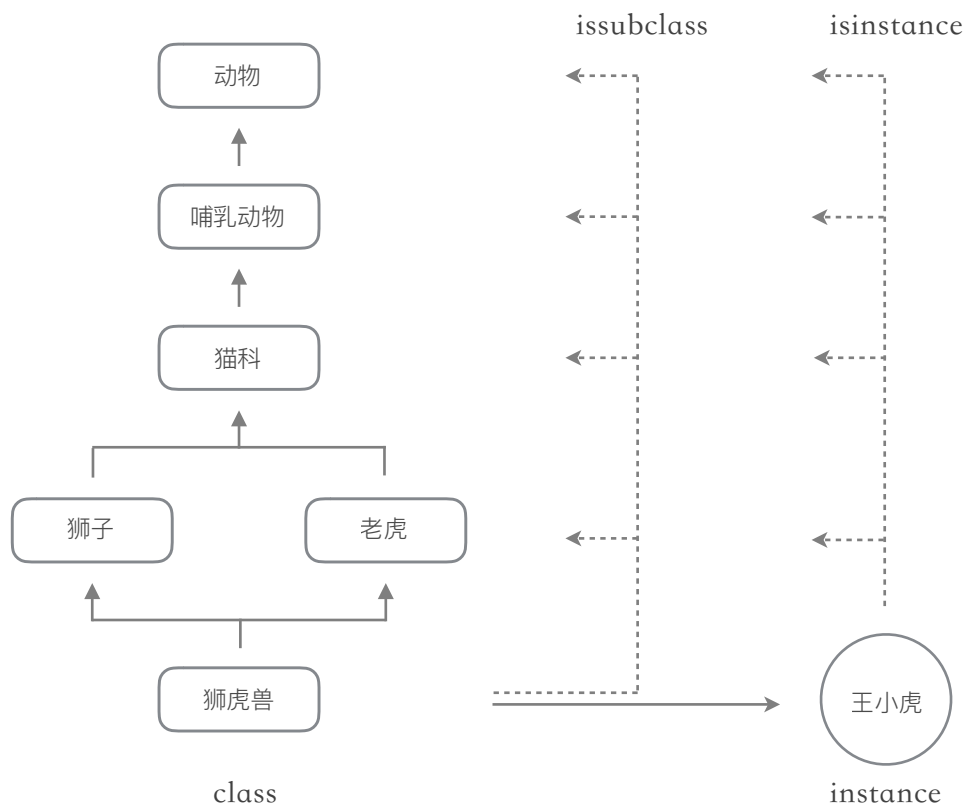 issubclass
isinstance
动物
哺乳动物
猫科
狮子
老虎
狮虎兽
王小虎
class
instance